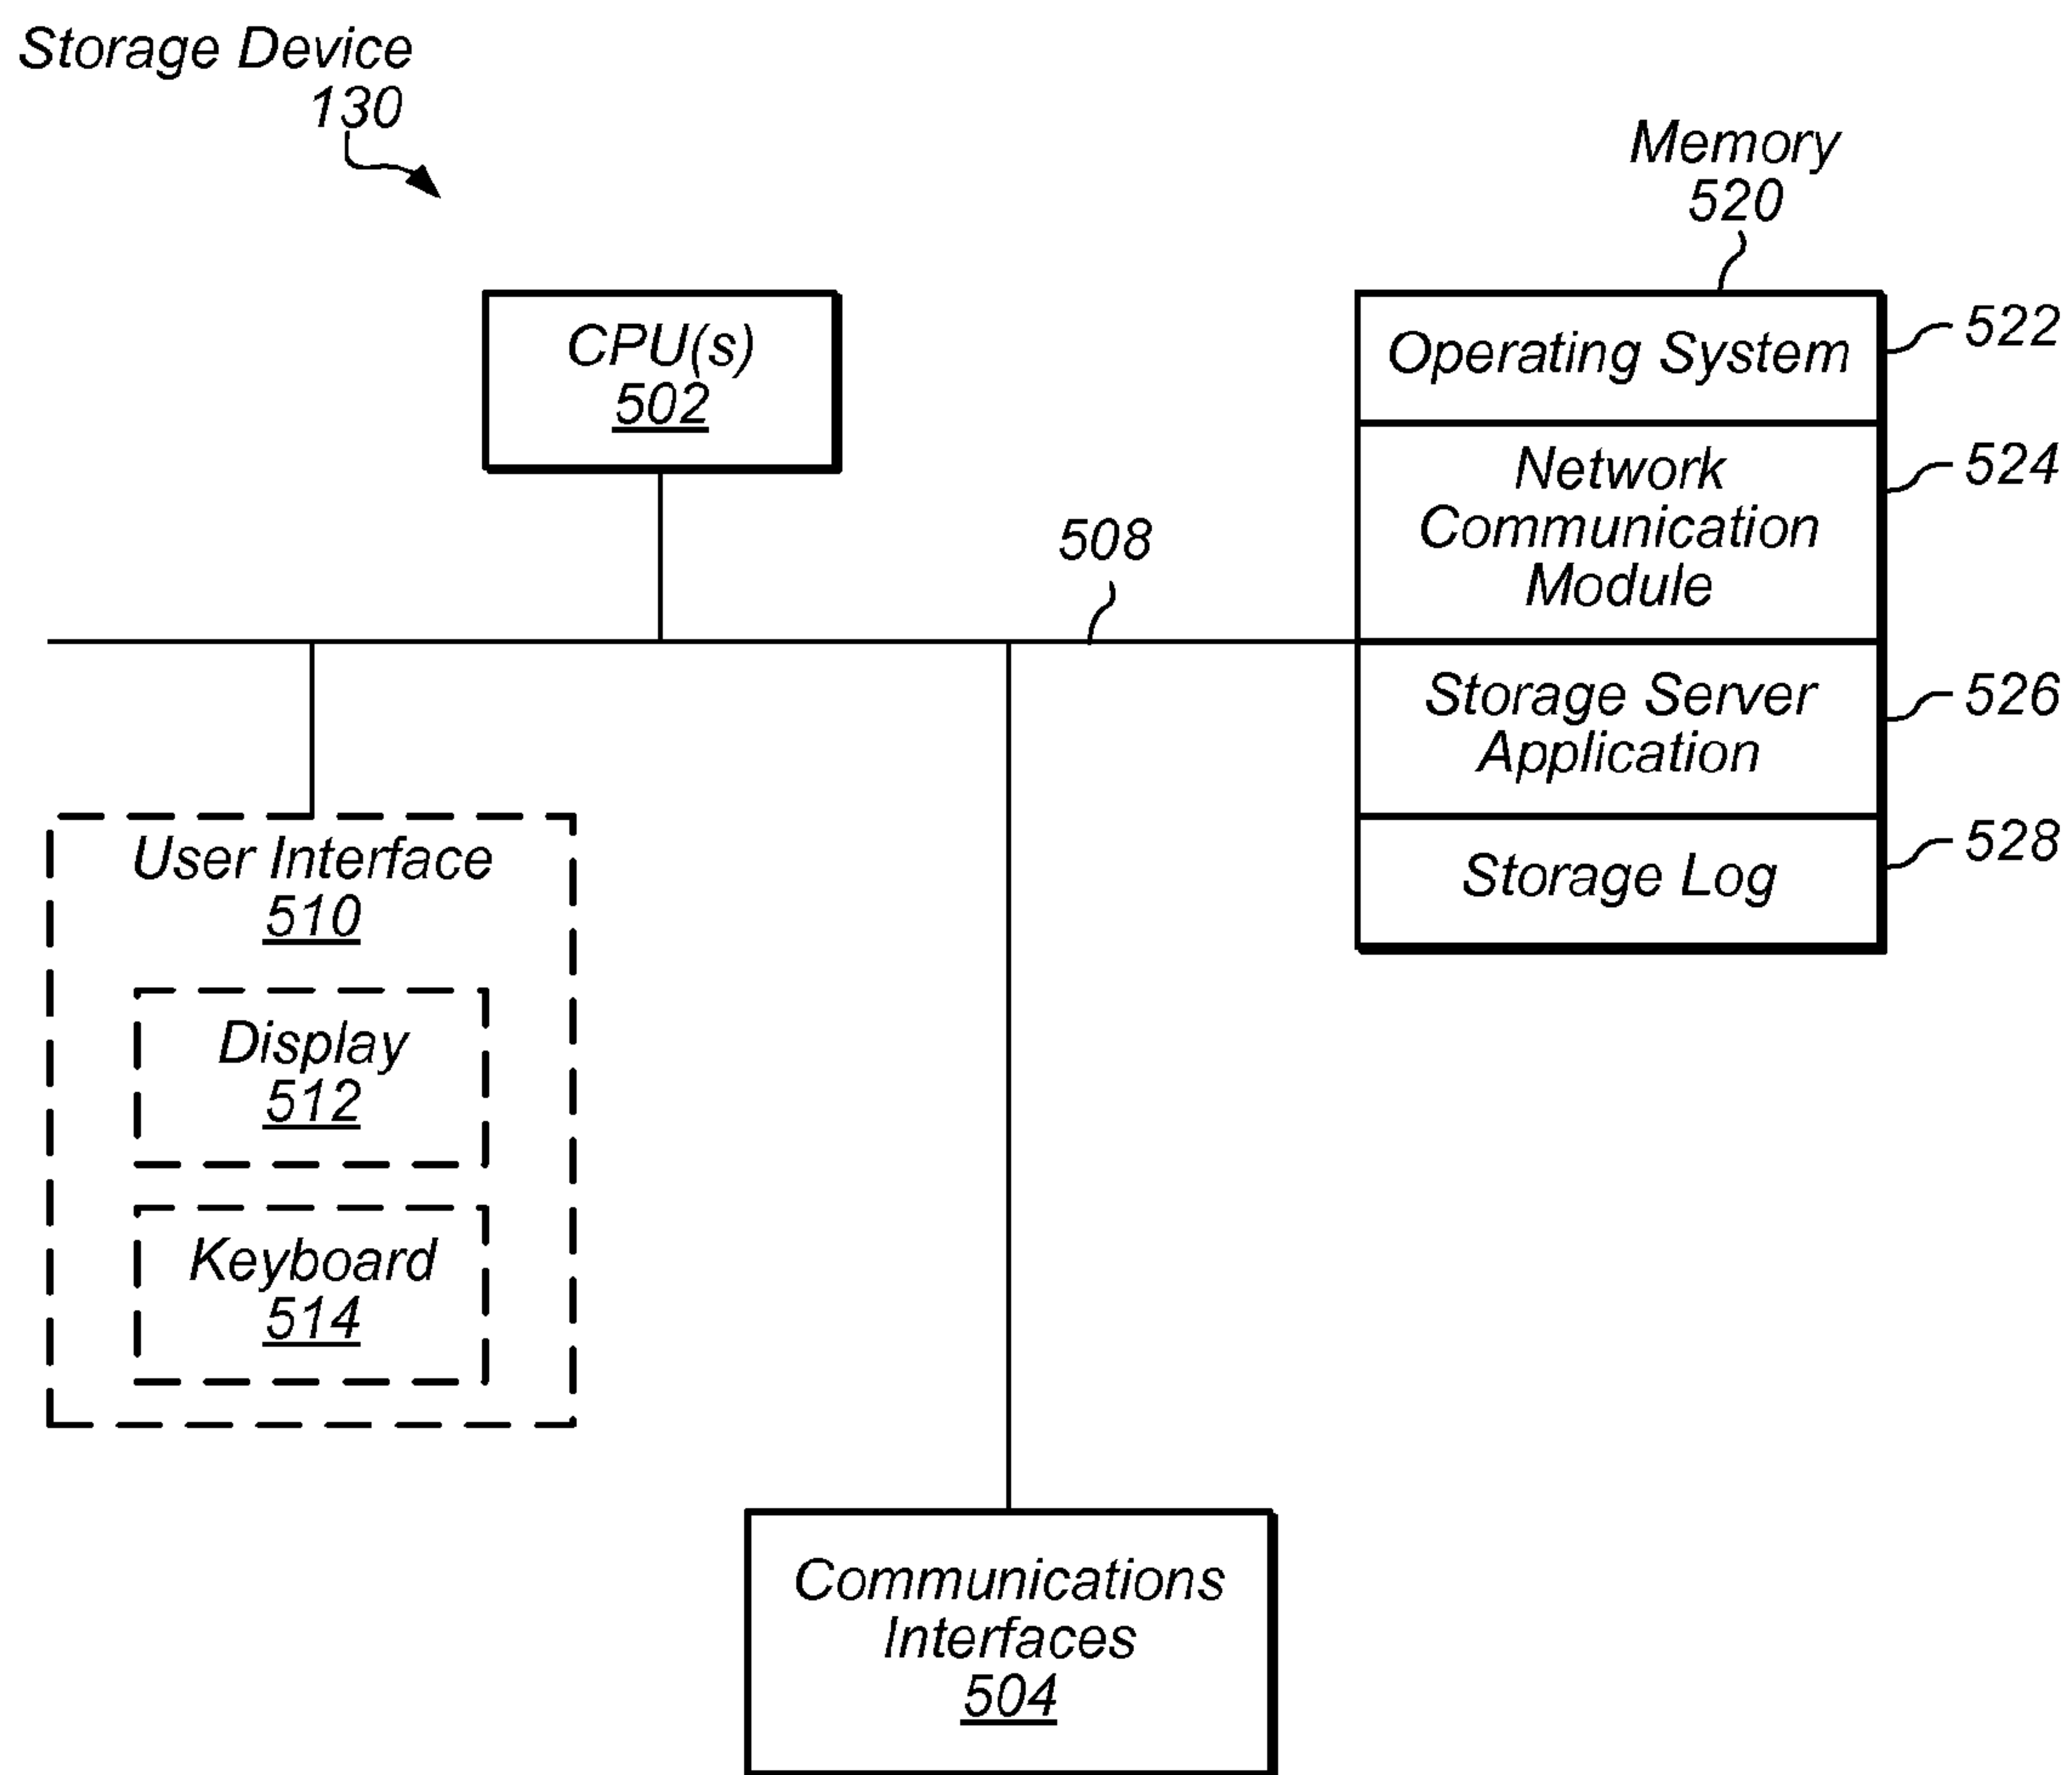 Storage Device
130
Memory
520
CPU(s)
502
Operating System
522
Network
Communication
Module
524
508
Storage Server
Application
526
Storage Log
528
User Interface
510
Display
512
Keyboard
514
Communications
Interfaces
504